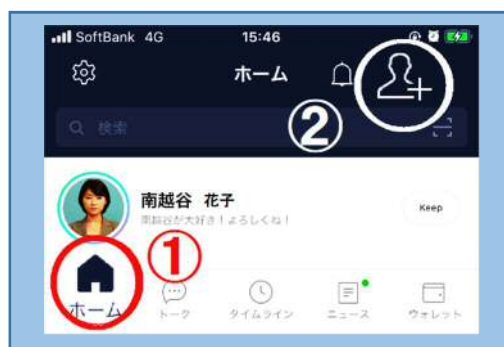 SoftBank 4G 15:46
ホーム
②
検索
南越谷 花子
南越谷が大好き!よろしくね!
Keep
①
ホーム トーク タイムライン ニュース ウォレット